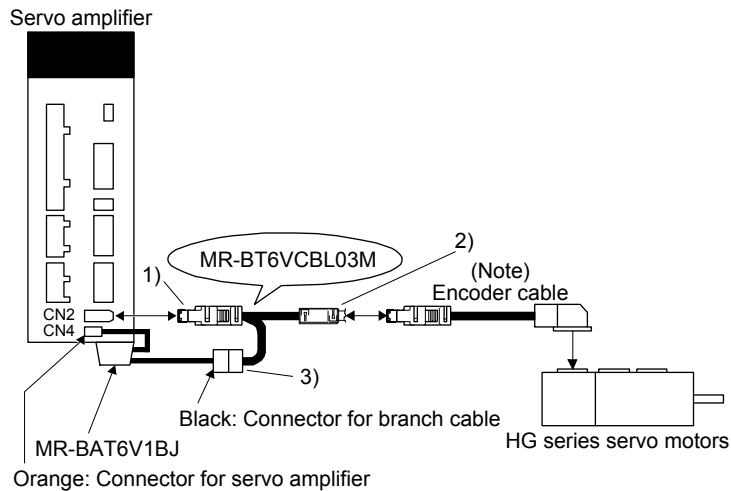 Servo amplifier
MR-BT6VCBL03M
2)
1)
(Note)
Encoder cable
CN2
CN4
3)
Black: Connector for branch cable
MR-BAT6V1BJ
HG series servo motors
Orange: Connector for servo amplifier